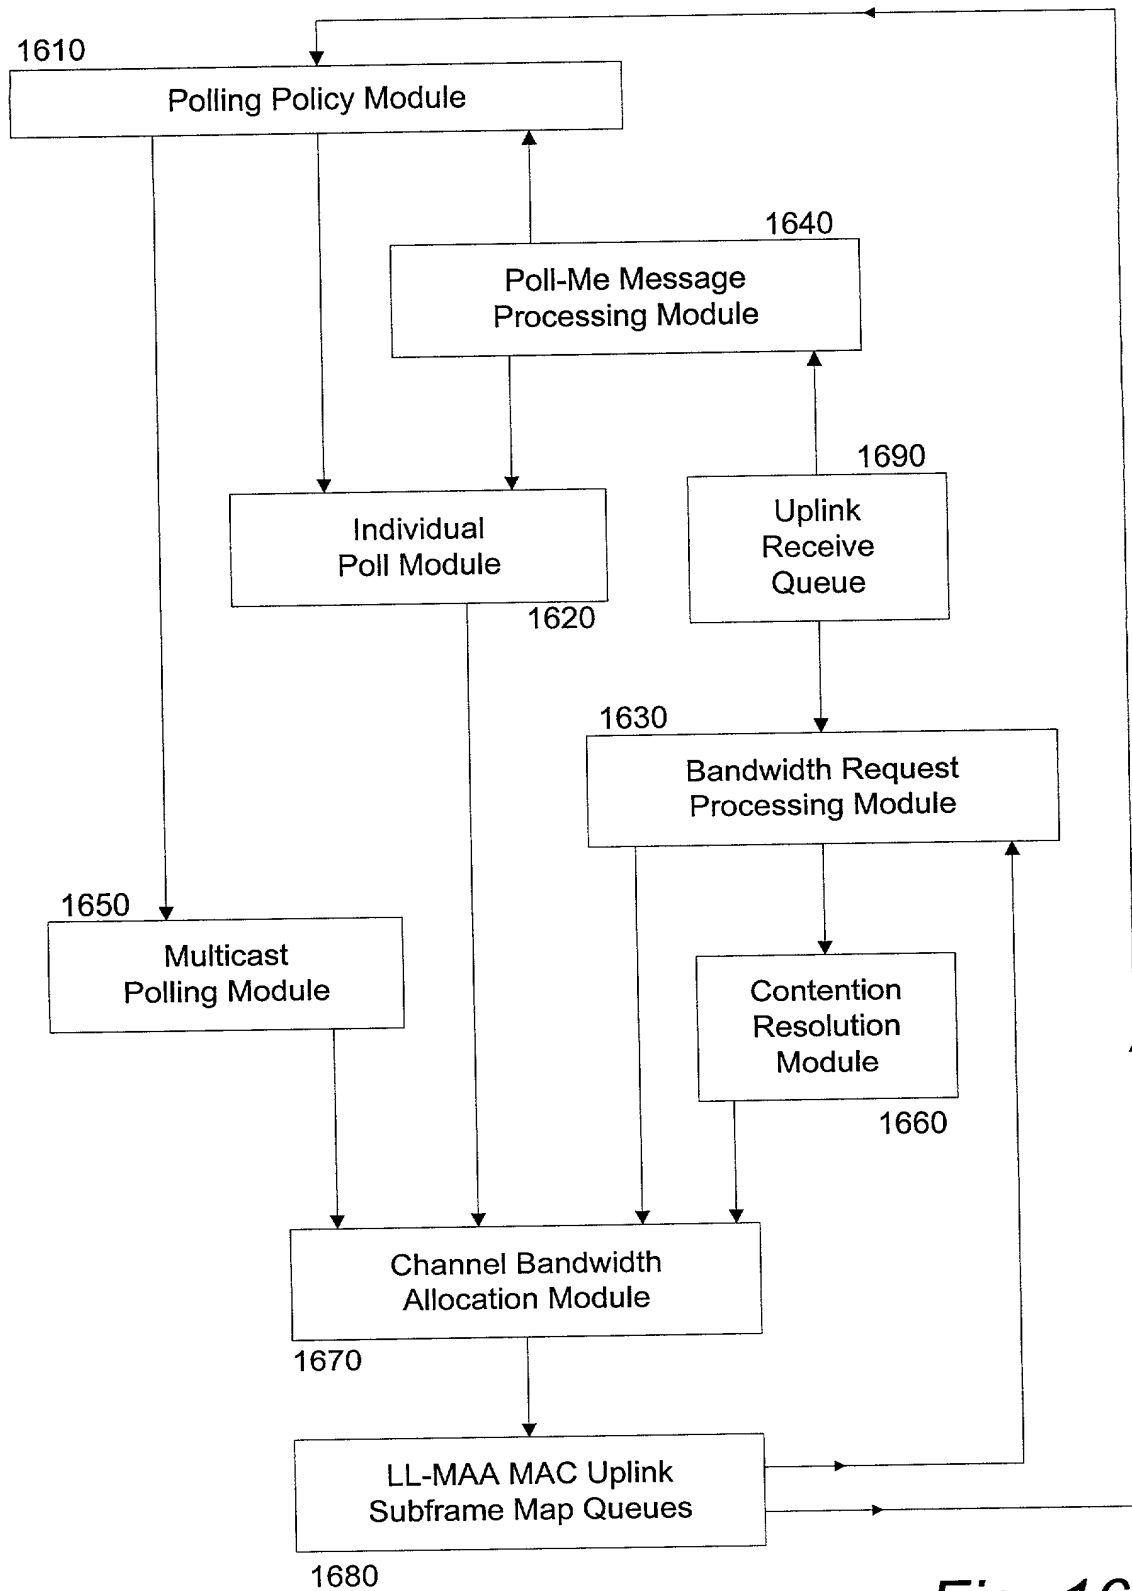 1610
Polling Policy Module
1640
Poll-Me Message
Processing Module
1690
Uplink
Receive
Queue
Individual
Poll Module
1620
1630
Bandwidth Request
Processing Module
1650
Multicast
Polling Module
Contention
Resolution
Module
1660
Channel Bandwidth
Allocation Module
1670
LL-MAA MAC Uplink
Subframe Map Queues
1680